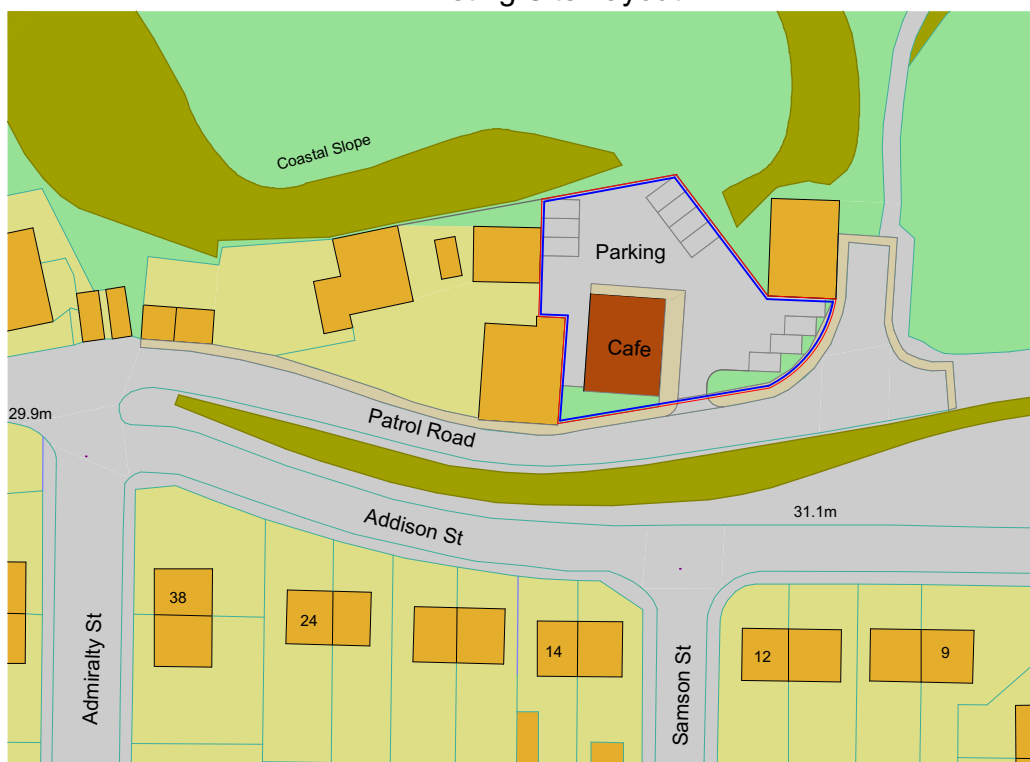 Coastal Slope
Parking
Cafe
29.9m
Patrol Road
Addison St
31.1m
38
24
14
12
9
Admiralty St
Samson St